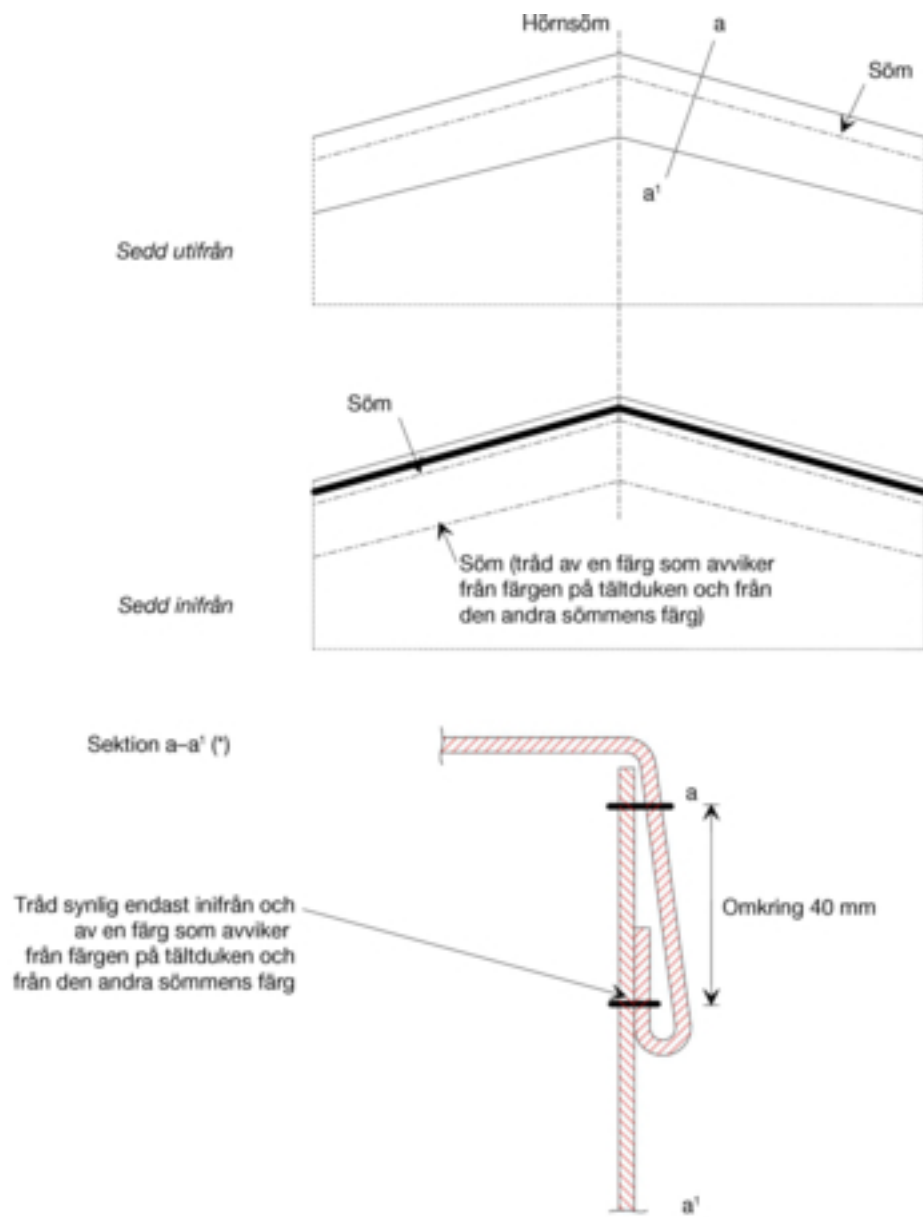 Hörnsöm
a
Söm
a¹
Sedd utifrån
Söm
Söm (tråd av en färg som avviker
från färgen på tältduken och från
den andra sömmens färg)
Sedd inifrån
Sektion a–a¹ (*)
a
Omkring 40 mm
Tråd synlig endast inifrån och
av en färg som avviker
från färgen på tältduken och
från den andra sömmens färg
a¹